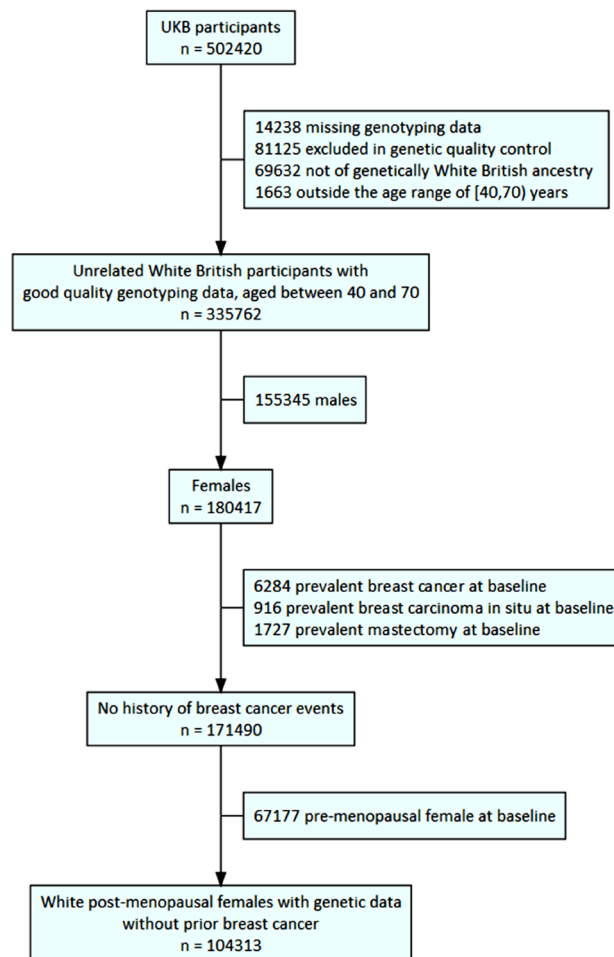 UKB participants
n = 502420
14238 missing genotyping data
81125 excluded in genetic quality control
69632 not of genetically White British ancestry
1663 outside the age range of [40,70) years
Unrelated White British participants with
good quality genotyping data, aged between 40 and 70
n = 335762
155345 males
Females
n = 180417
6284 prevalent breast cancer at baseline
916 prevalent breast carcinoma in situ at baseline
1727 prevalent mastectomy at baseline
No history of breast cancer events
n = 171490
67177 pre-menopausal female at baseline
White post-menopausal females with genetic data
without prior breast cancer
n = 104313